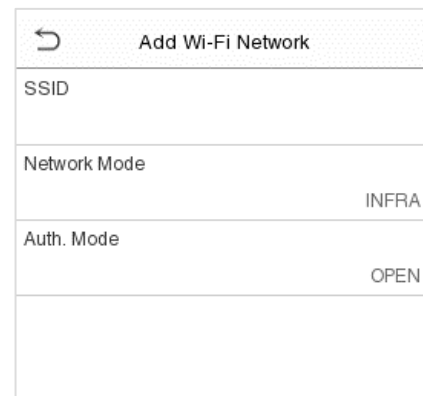 Add Wi-Fi Network
SSID
Network Mode
INFRA
Auth. Mode
OPEN